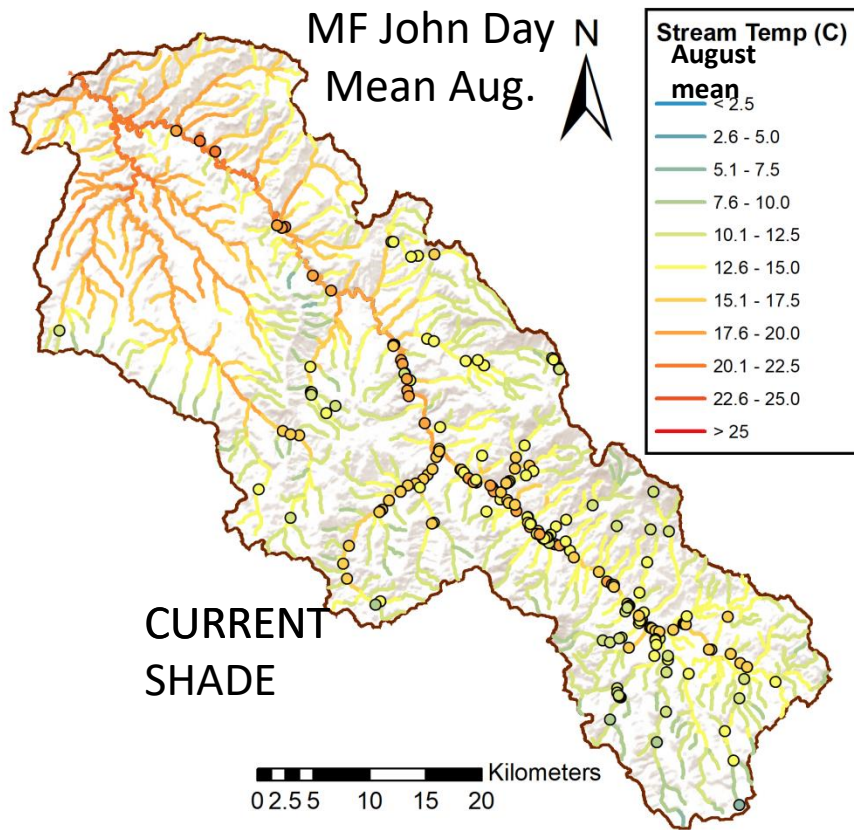 MF John Day
Mean Aug.
N
Stream Temp (C)
August
mean
< 2.5
2.6 - 5.0
5.1 - 7.5
7.6 - 10.0
10.1 - 12.5
12.6 - 15.0
15.1 - 17.5
17.6 - 20.0
20.1 - 22.5
22.6 - 25.0
> 25
CURRENT
SHADE
Kilometers
0 2.5 5 10 15 20